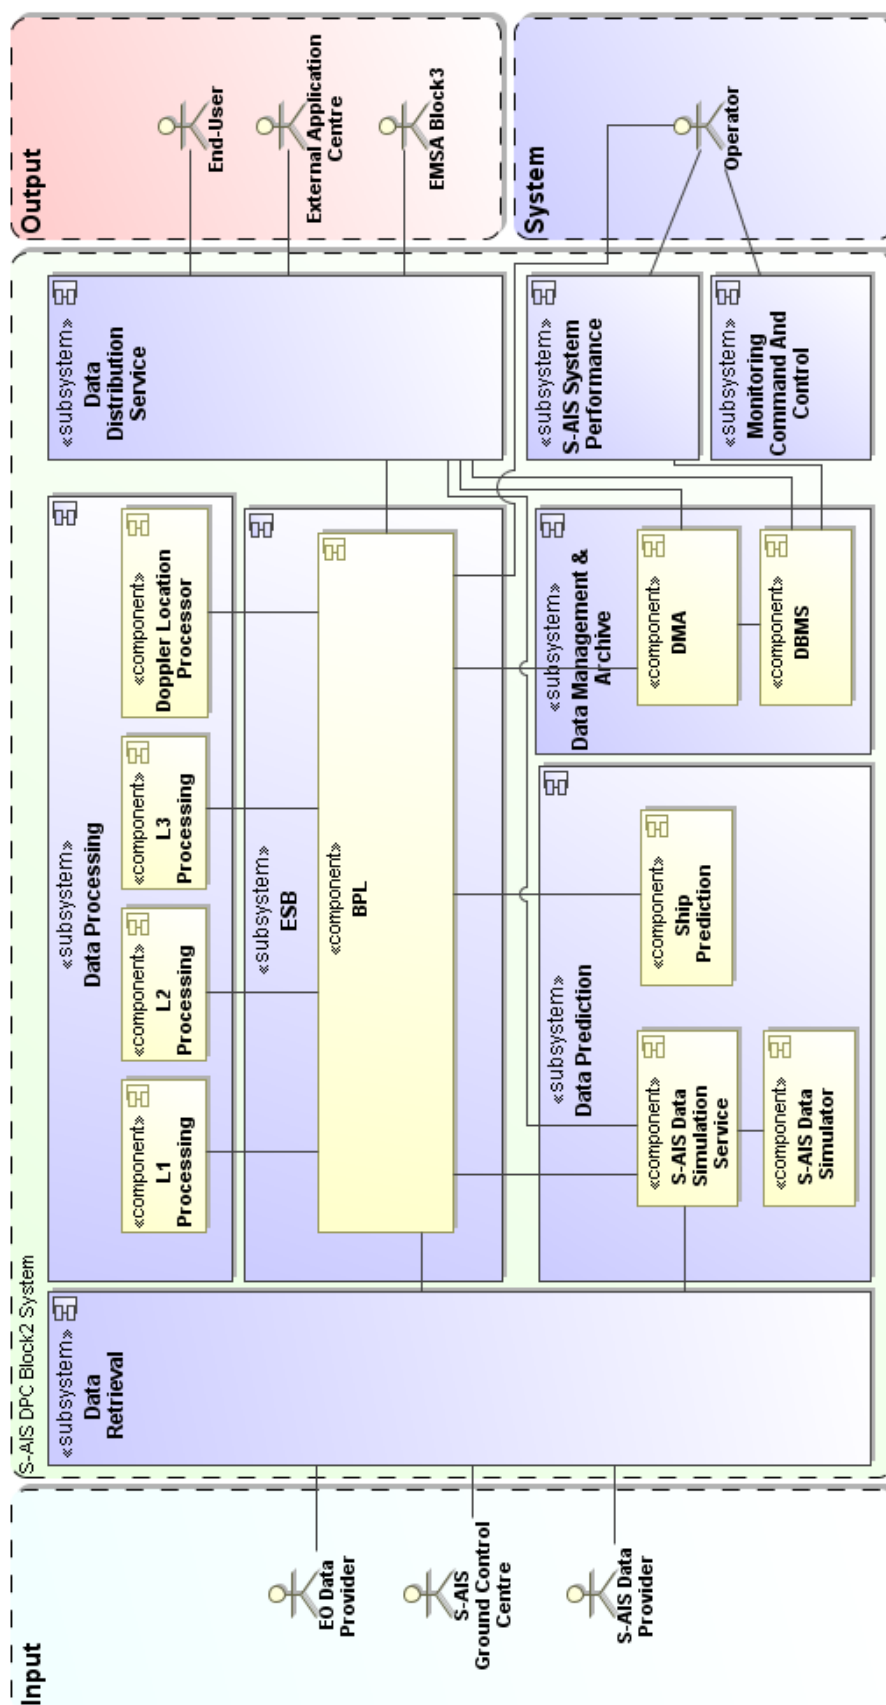 Input
EO Data
Provider
S-AIS
Ground Control
Centre
S-AIS Data
Provider
S-AIS DPC Block2 System
«subsystem»
Data
Retrieval
«subsystem»
Data Processing
«component»
L1
Processing
«component»
L2
Processing
«component»
L3
Processing
«component»
Doppler Location
Processor
«subsystem»
ESB
«component»
BPL
«subsystem»
Data Prediction
«component»
S-AIS Data
Simulation
Service
«component»
S-AIS Data
Simulator
«component»
Ship
Prediction
«subsystem»
Data Management &
Archive
«component»
DMA
«component»
DBMS
«subsystem»
Data
Distribution
Service
«subsystem»
S-AIS System
Performance
«subsystem»
Monitoring
Command And
Control
Output
End-User
External Application
Centre
EMSA Block3
System
Operator